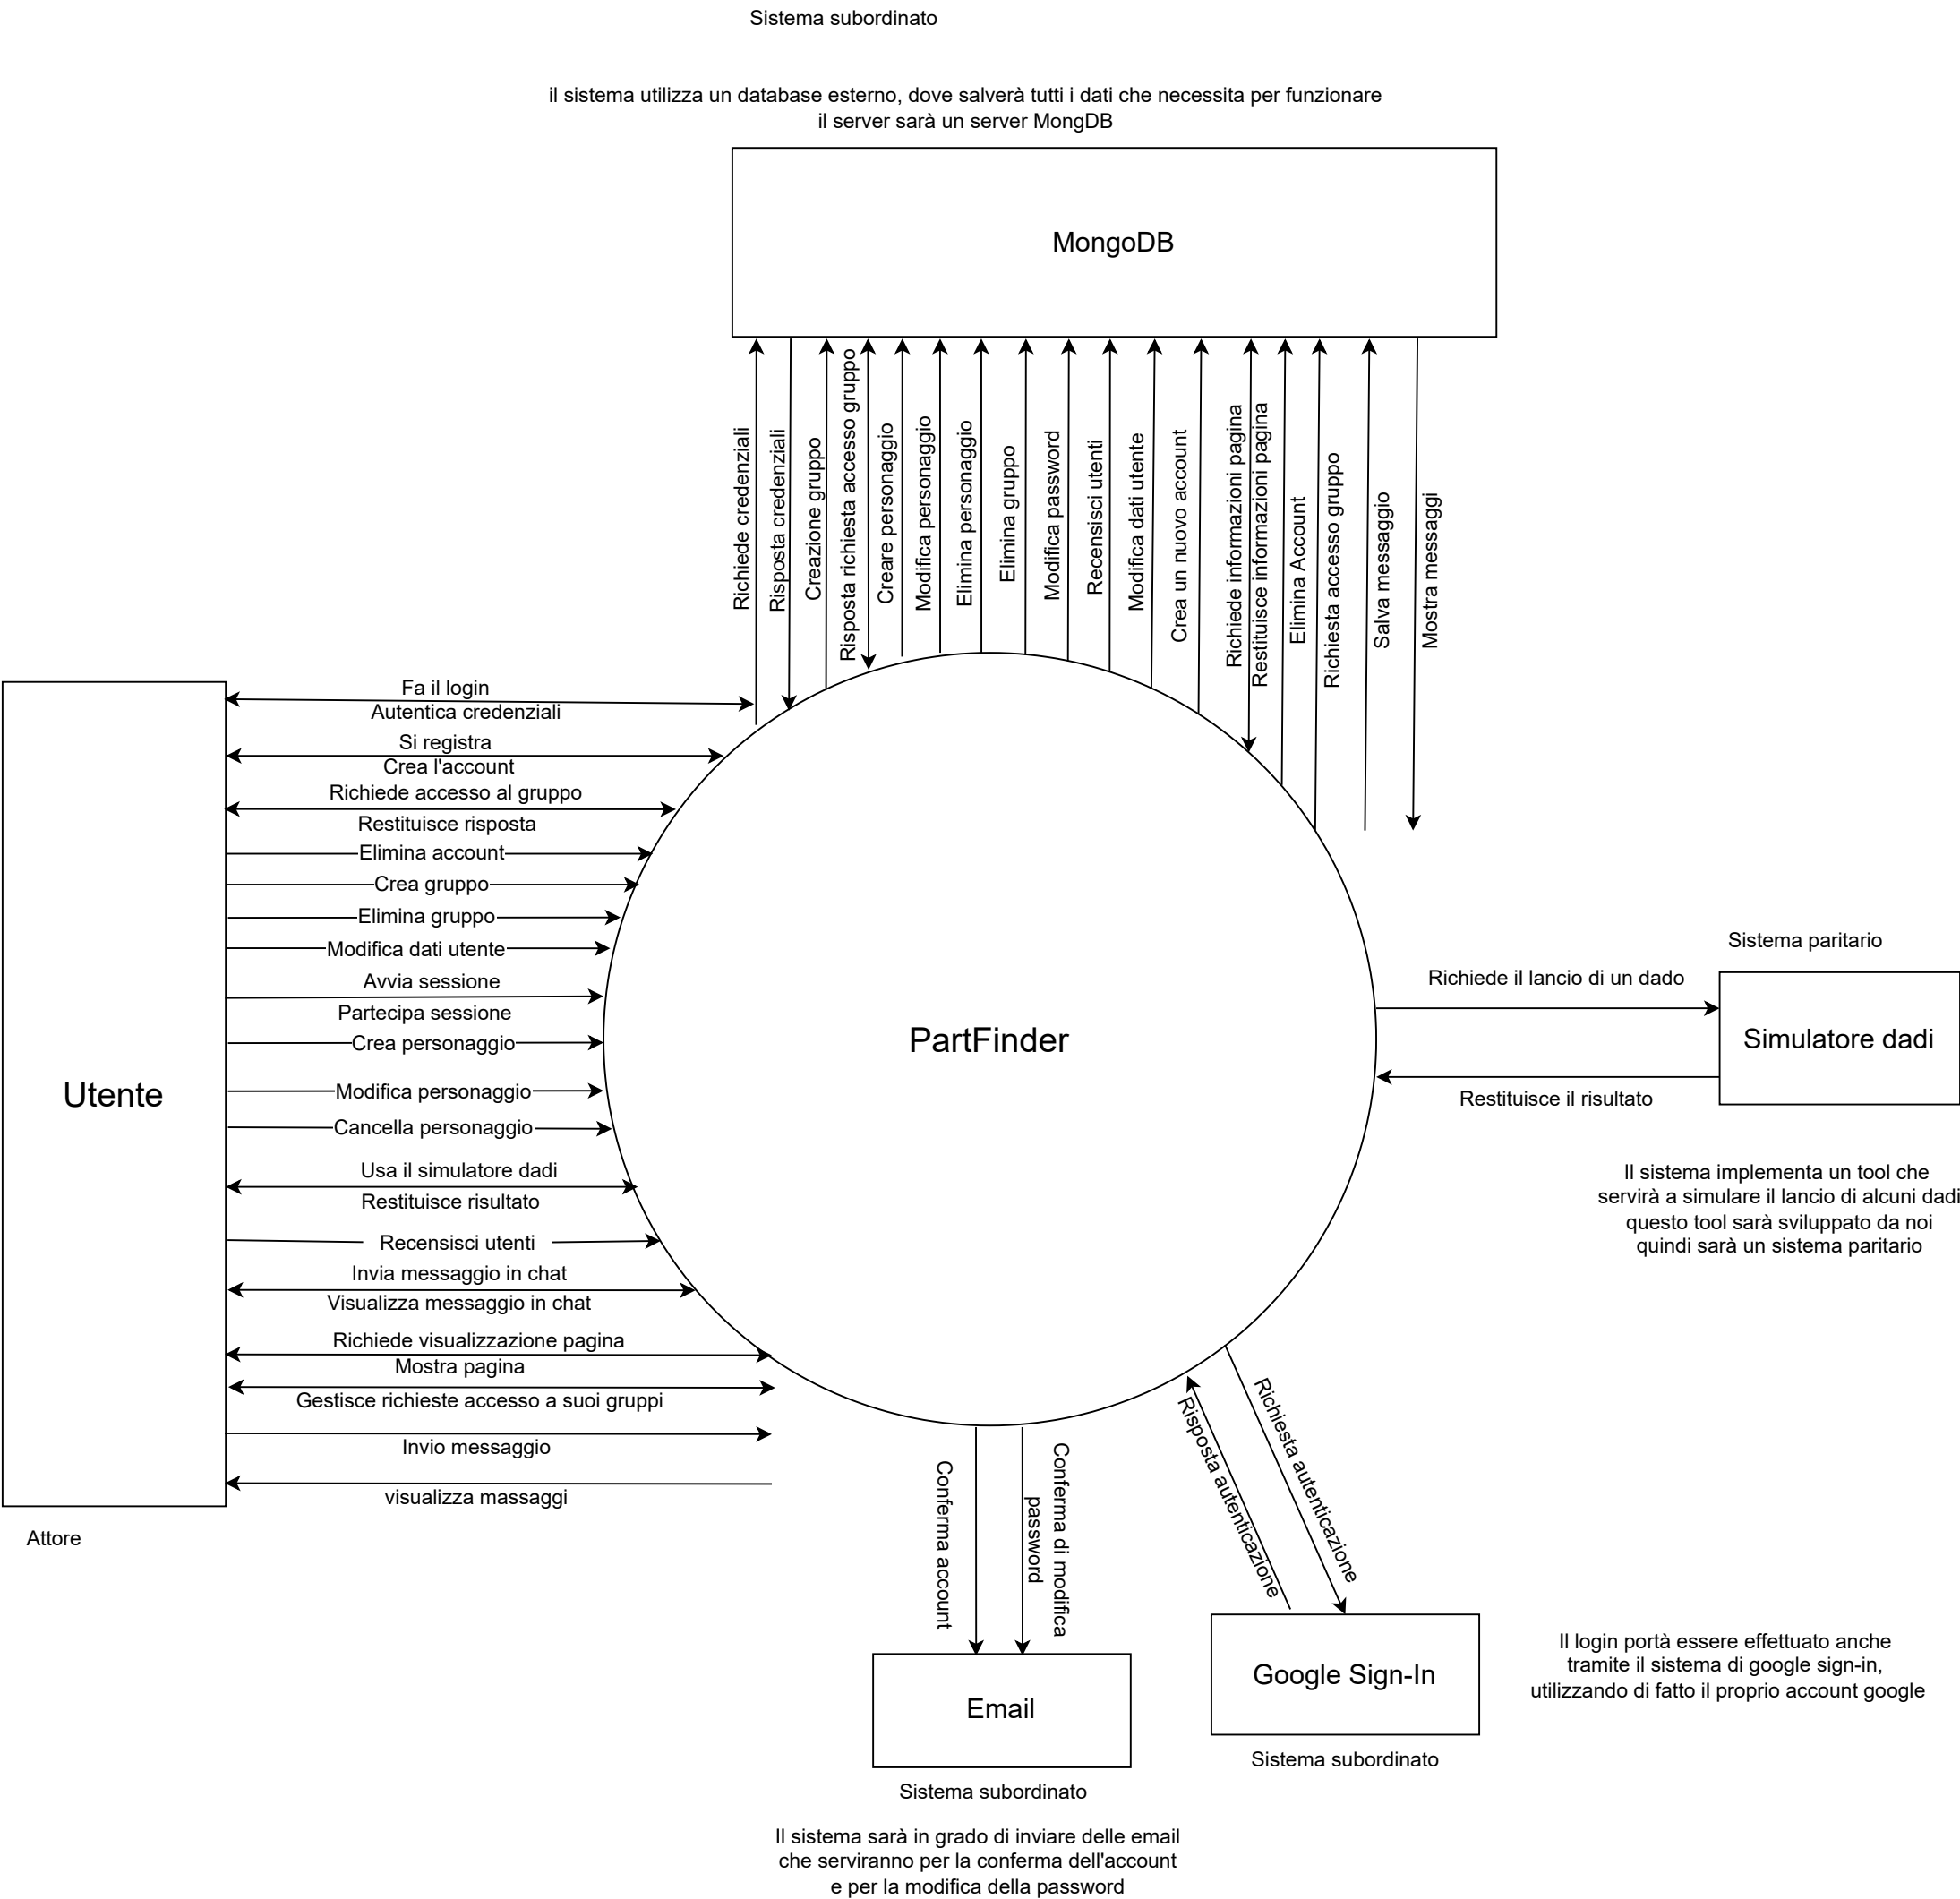 Sistema subordinato
il sistema utilizza un database esterno, dove salverà tutti i dati che necessita per funzionare
il server sarà un server MongDB
MongoDB
Richiede credenziali
Risposta credenziali
Creazione gruppo
Risposta richiesta accesso gruppo
Creare personaggio
Modifica personaggio
Elimina personaggio
Elimina gruppo
Modifica password
Recensisci utenti
Modifica dati utente
Crea un nuovo account
Richiede informazioni pagina
Restituisce informazioni pagina
Elimina Account
Richiesta accesso gruppo
Salva messaggio
Mostra messaggi
Fa il login
Autentica credenziali
Si registra
Crea l'account
Richiede accesso al gruppo
Restituisce risposta
Elimina account
Crea gruppo
Elimina gruppo
Modifica dati utente
Avvia sessione
Partecipa sessione
Crea personaggio
Modifica personaggio
Cancella personaggio
Usa il simulatore dadi
Restituisce risultato
Recensisci utenti
Invia messaggio in chat
Visualizza messaggio in chat
Richiede visualizzazione pagina
Mostra pagina
Gestisce richieste accesso a suoi gruppi
Invio messaggio
visualizza massaggi
Utente
Attore
PartFinder
Sistema paritario
Richiede il lancio di un dado
Simulatore dadi
Restituisce il risultato
Il sistema implementa un tool che
servirà a simulare il lancio di alcuni dadi
questo tool sarà sviluppato da noi
quindi sarà un sistema paritario
Conferma account
Conferma di modifica
password
Risposta autenticazione
Richiesta autenticazione
Email
Sistema subordinato
Il sistema sarà in grado di inviare delle email
che serviranno per la conferma dell'account
e per la modifica della password
Google Sign-In
Sistema subordinato
Il login portà essere effettuato anche
tramite il sistema di google sign-in,
utilizzando di fatto il proprio account google